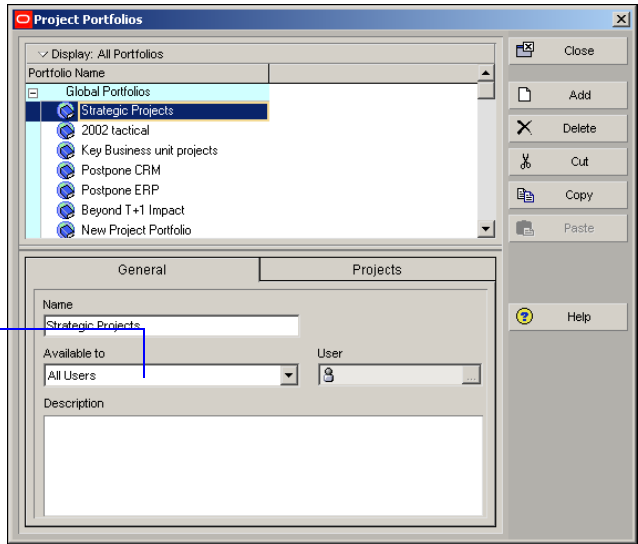 Project Portfolios
Display: All Portfolios
Portfolio Name
Global Portfolios
Strategic Projects
2002 tactical
Key Business unit projects
Postpone CRM
Postpone ERP
Beyond T+1 Impact
New Project Portfolio
Close
Add
Delete
Cut
Copy
Paste
Help
General
Projects
Name
Strategic Projects
Available to
User
All Users
...
Description